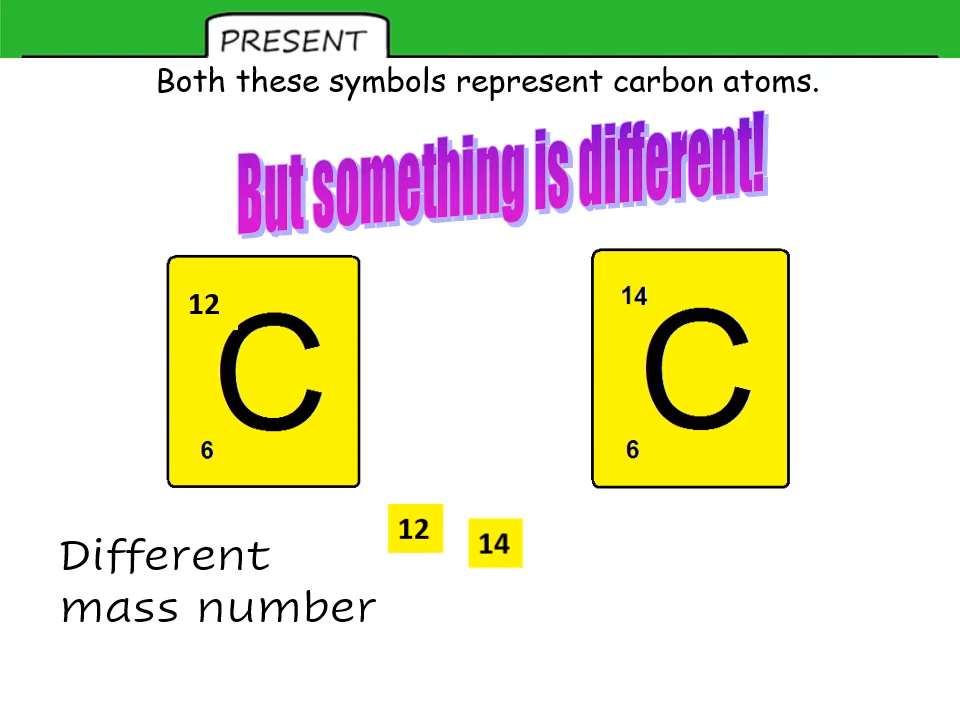 PRESENT
Both these symbols represent carbon atoms.
But something is different!
12
C
6
14
C
6
12
14
Different
mass number